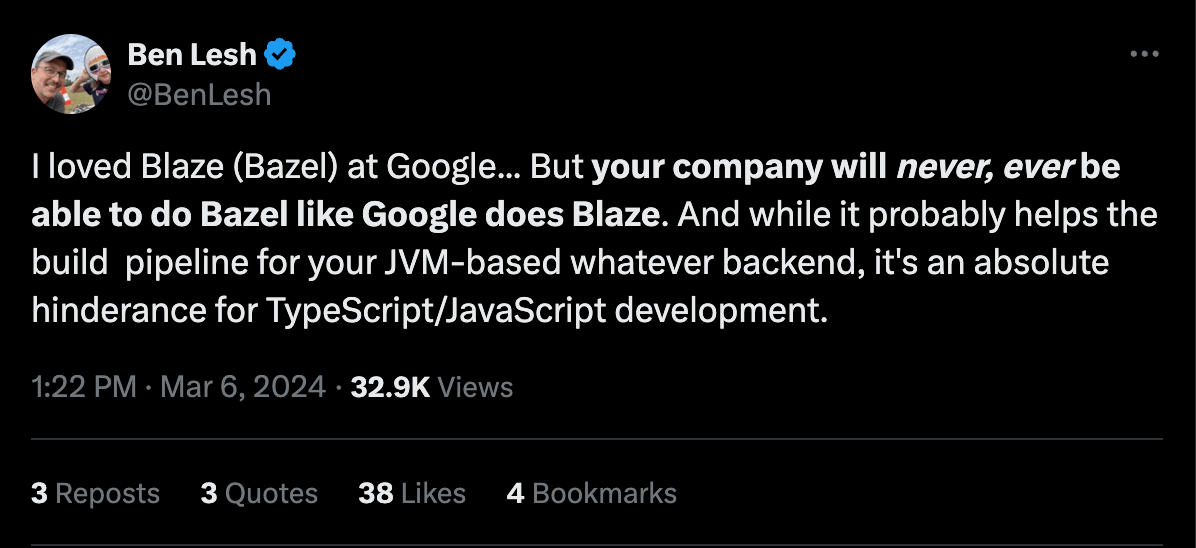 Ben Lesh
@BenLesh
I loved Blaze (Bazel) at Google... But your company will never, ever be
able to do Bazel like Google does Blaze. And while it probably helps the
build  pipeline for your JVM-based whatever backend, it's an absolute
hinderance for TypeScript/JavaScript development.
1:22 PM · Mar 6, 2024 · 32.9K Views
3 Reposts 3 Quotes 38 Likes 4 Bookmarks